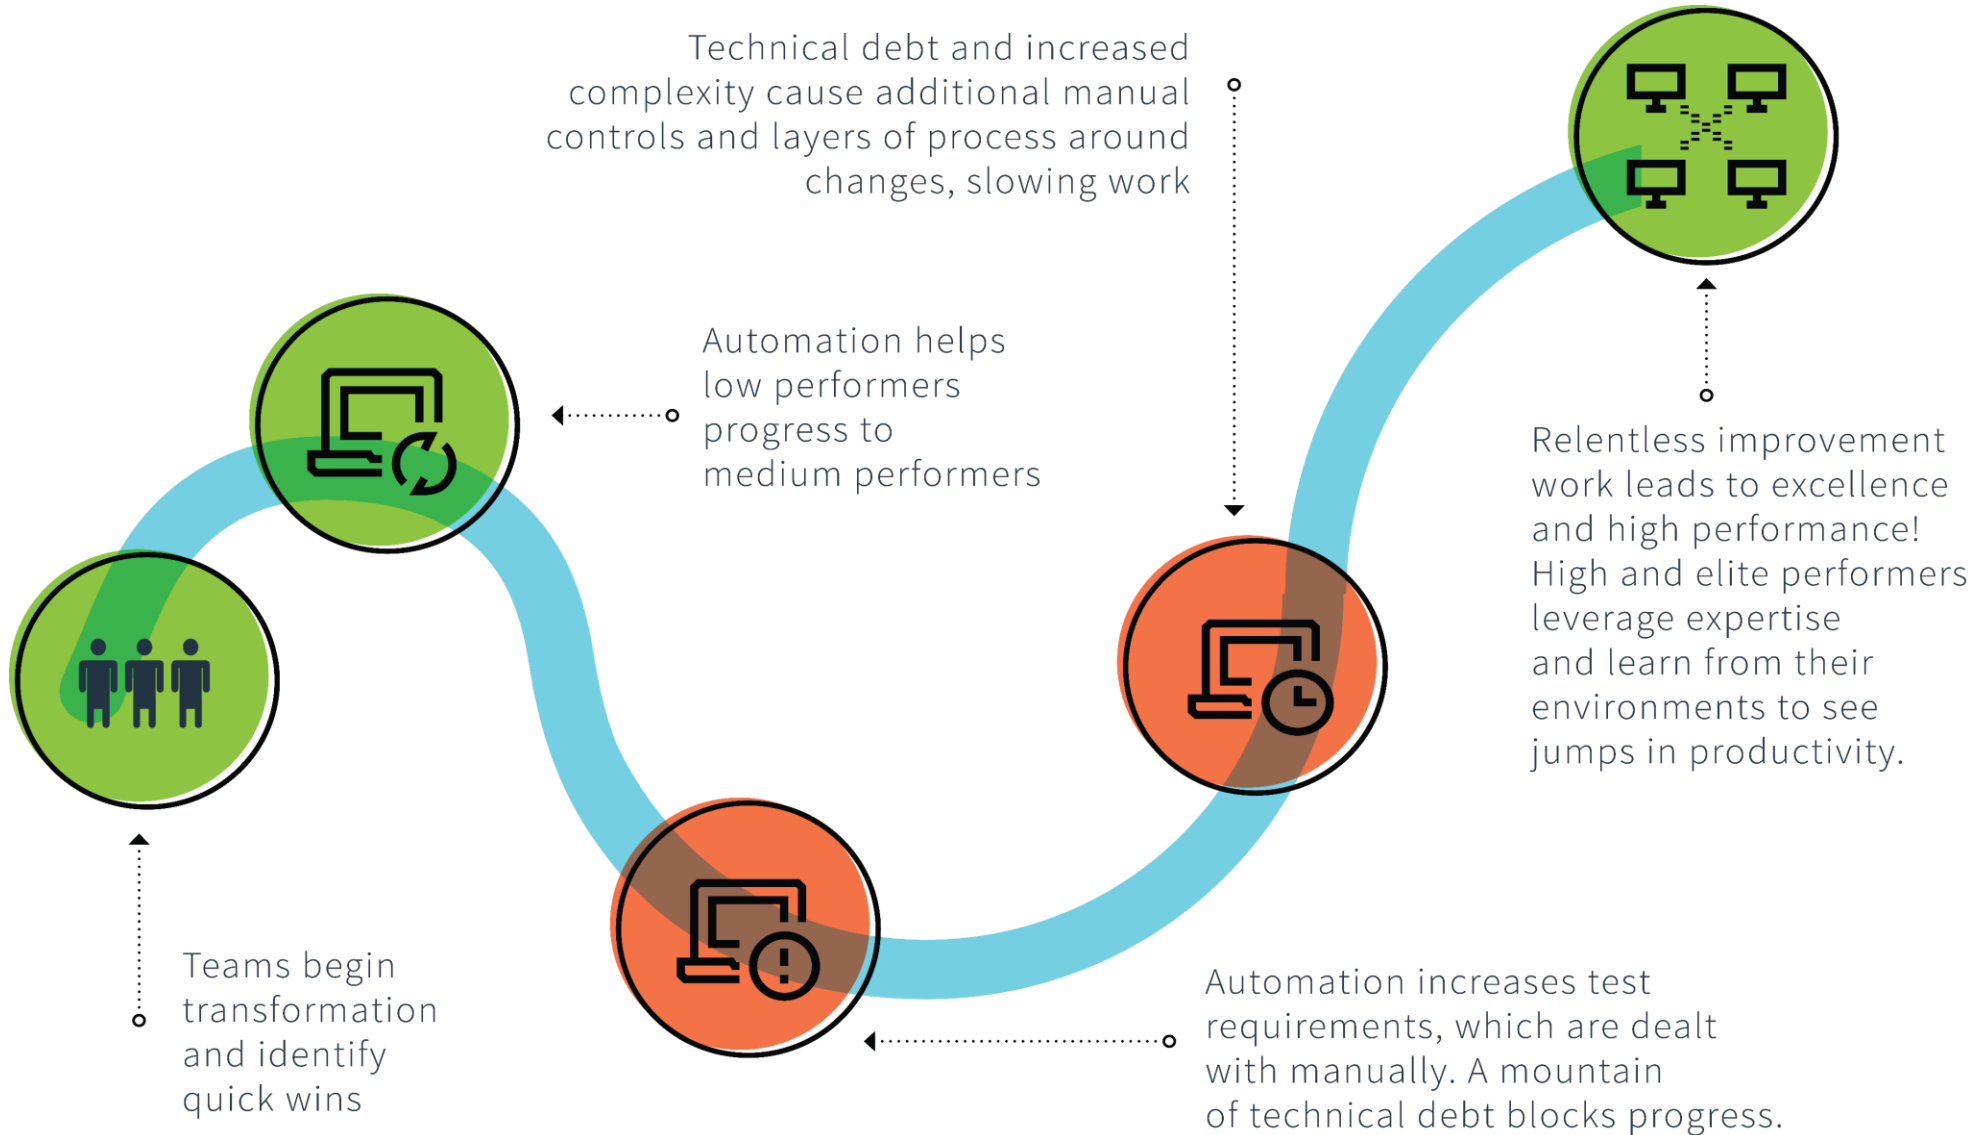 Teams begin
transformation
and identify
quick wins
Automation helps
low performers
progress to
medium performers
Automation increases test
requirements, which are dealt
with manually. A mountain
of technical debt blocks progress.
Technical debt and increased
complexity cause additional manual
controls and layers of process around
changes, slowing work
Relentless improvement
work leads to excellence
and high performance!
High and elite performers
leverage expertise
and learn from their
environments to see
jumps in productivity.